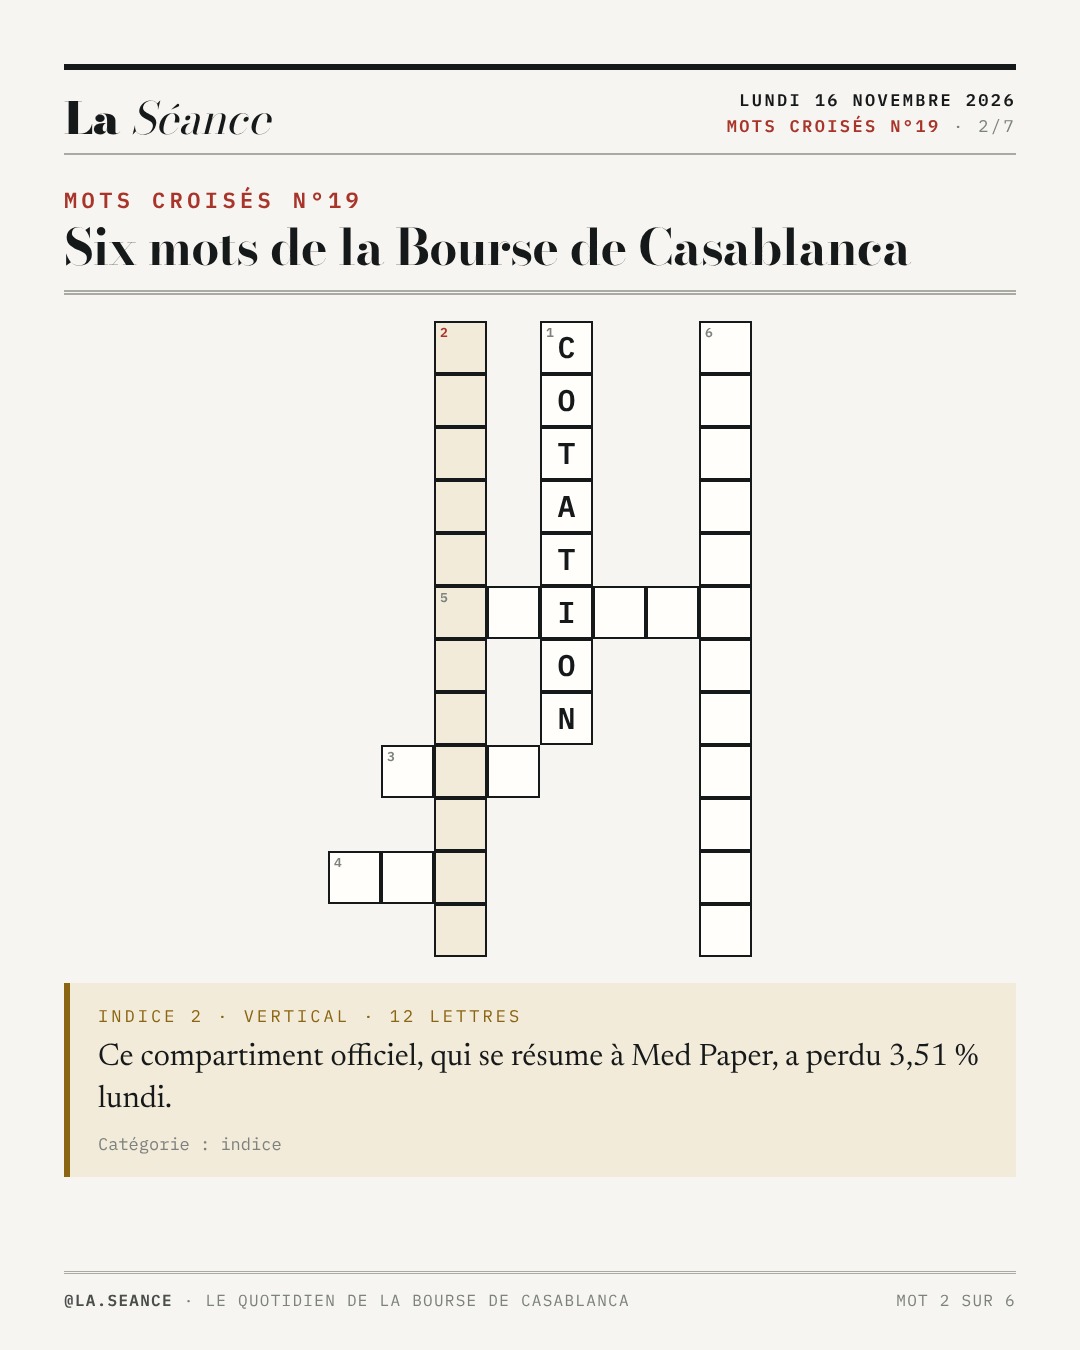 La Séance
LUNDI 16 NOVEMBRE 2026
MOTS CROISÉS N°19 · 2/7
MOTS CROISÉS N°19
Six mots de la Bourse de Casablanca
2 1 C 6
O
T
A
T
5 I
O
N
3
4
INDICE 2 · VERTICAL · 12 LETTRES
Ce compartiment officiel, qui se résume à Med Paper, a perdu 3,51 %
lundi.
Catégorie : indice
@LA.SEANCE · LE QUOTIDIEN DE LA BOURSE DE CASABLANCA
MOT 2 SUR 6